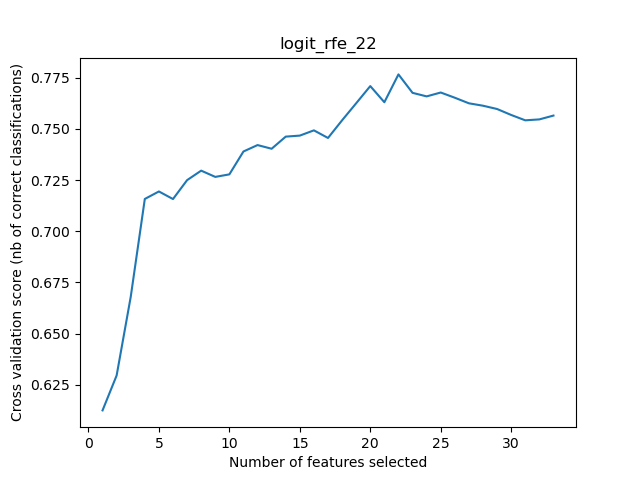 logit_rfe_22
Cross validation score (nb of correct classifications)
0.775
0.750
0.725
0.700
0.675
0.650
0.625
0 5 10 15 20 25 30
Number of features selected